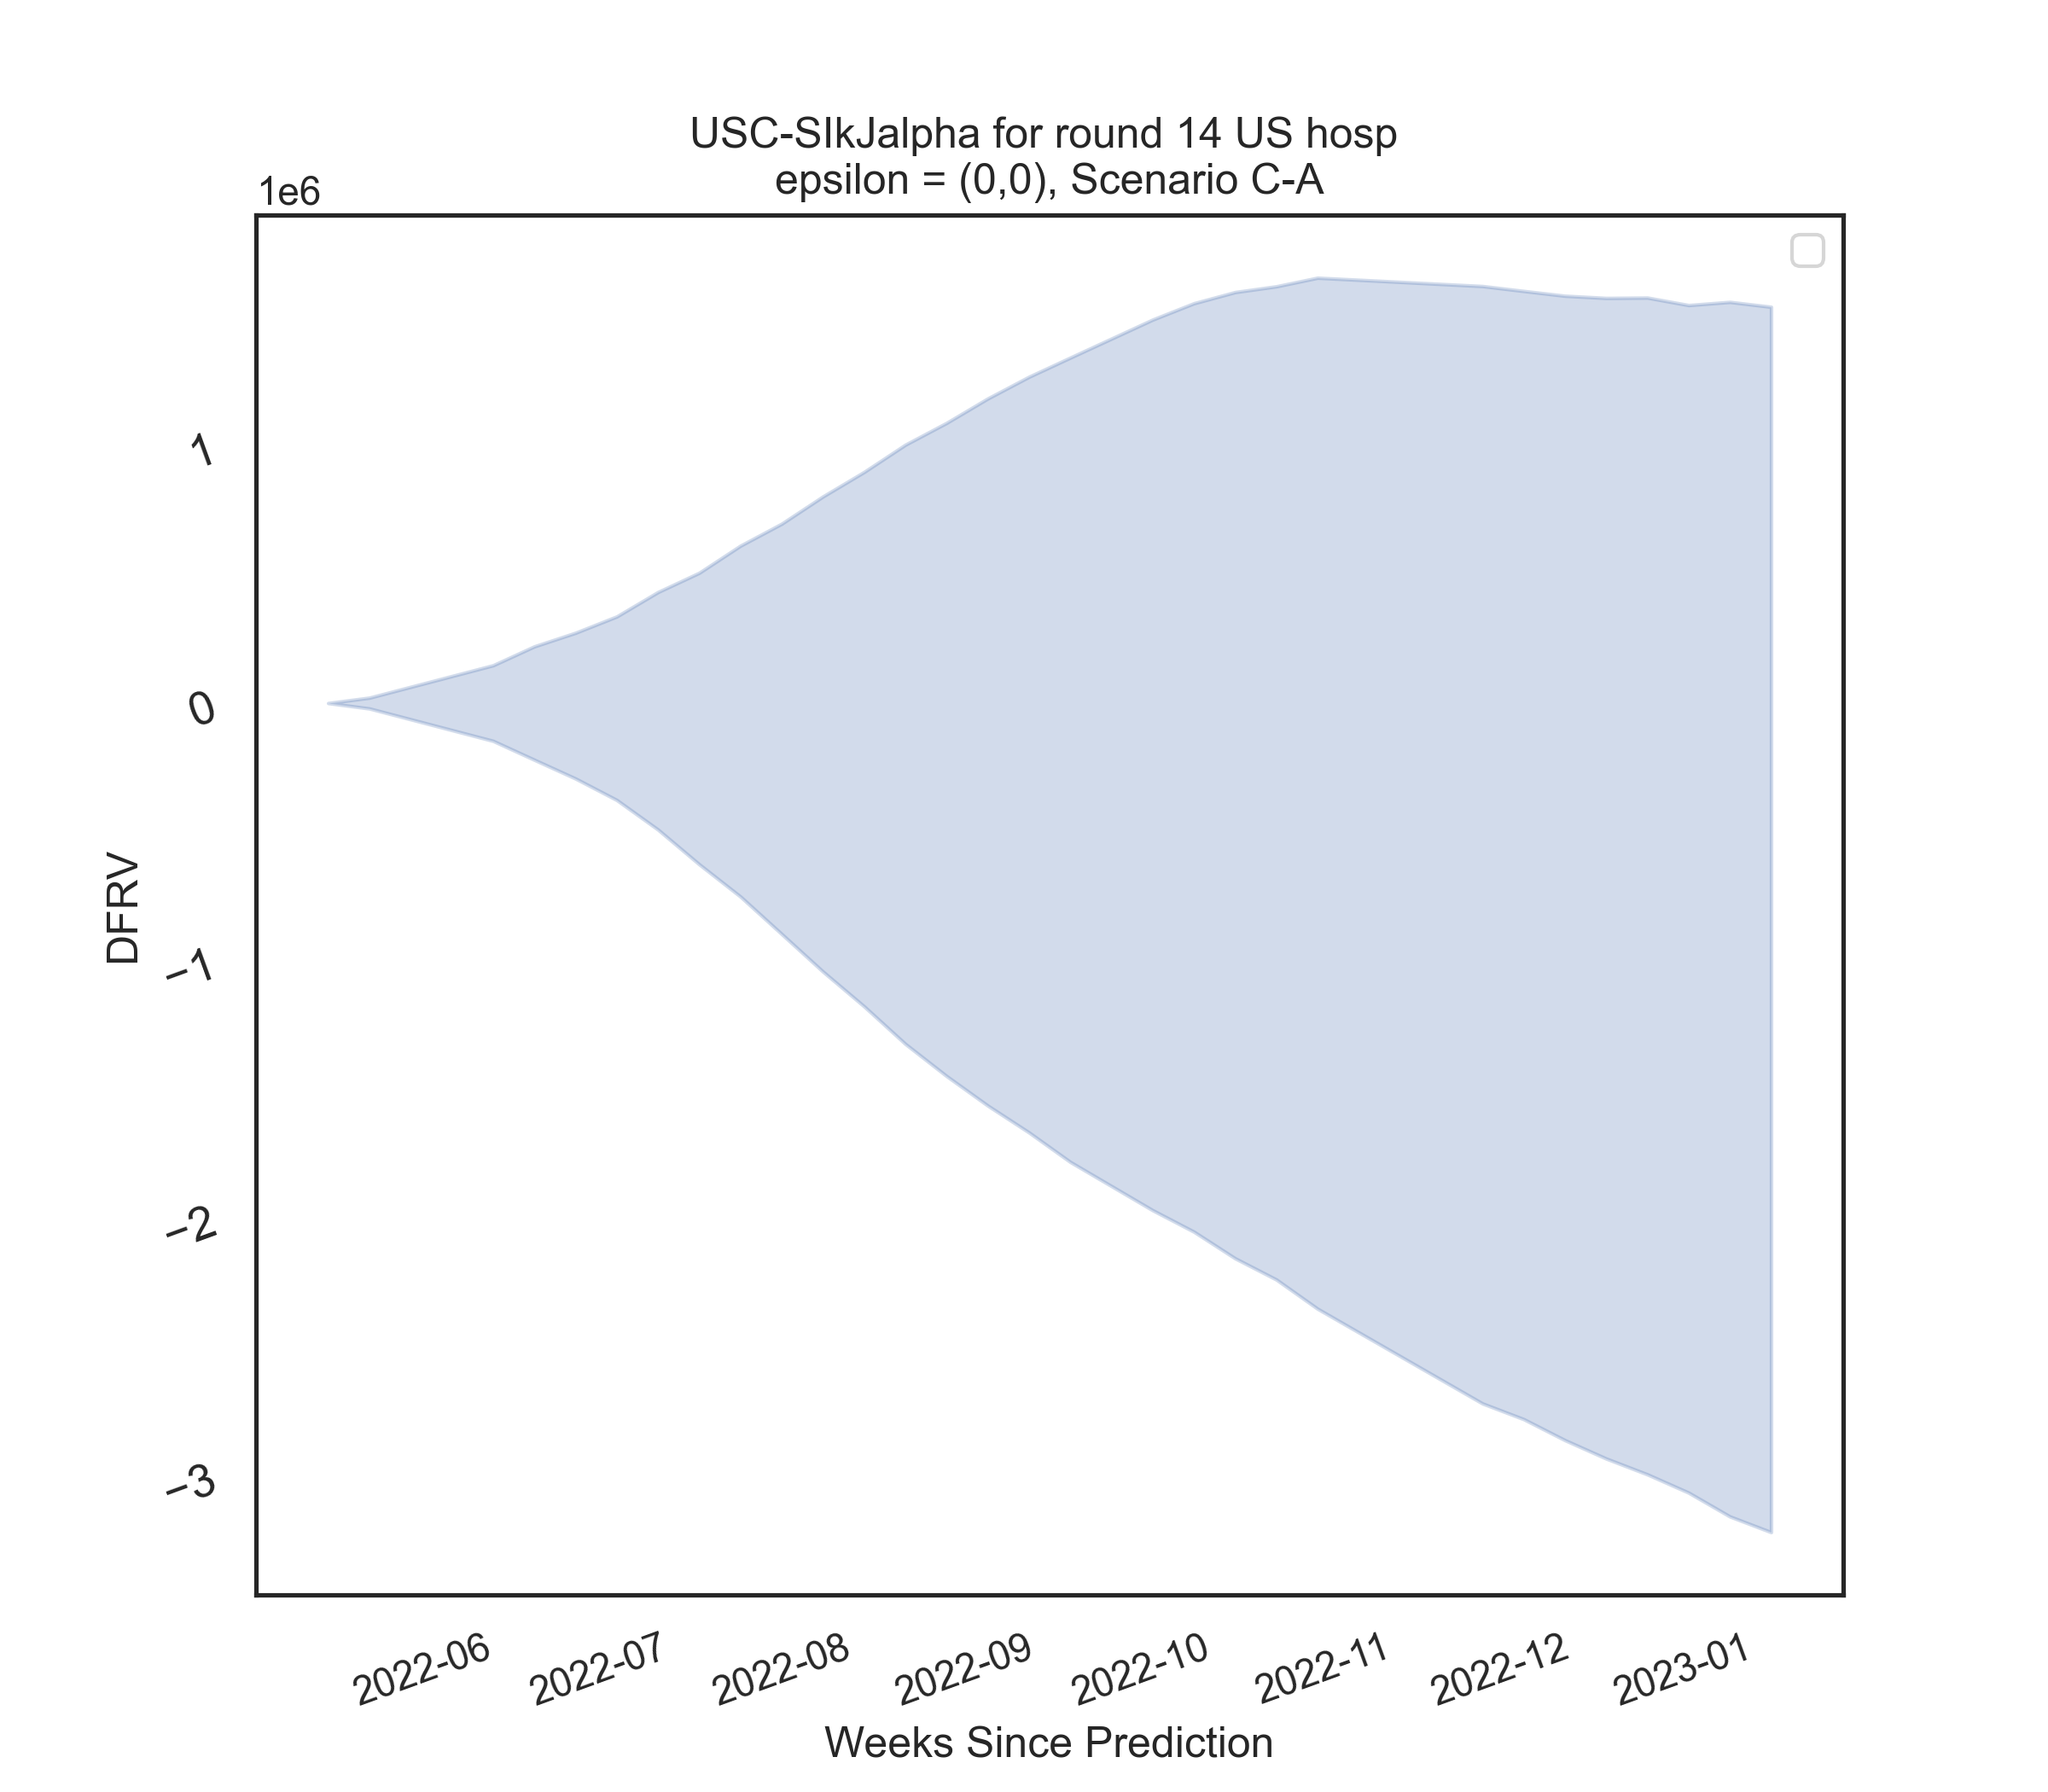 USC-SIkJalpha for round 14 US hosp
epsilon = (0,0), Scenario C-A
1e6
1
0
−1
−2
−3
DFRV
2022-06
2022-07
2022-08
2022-09
2022-10
2022-11
2022-12
2023-01
Weeks Since Prediction